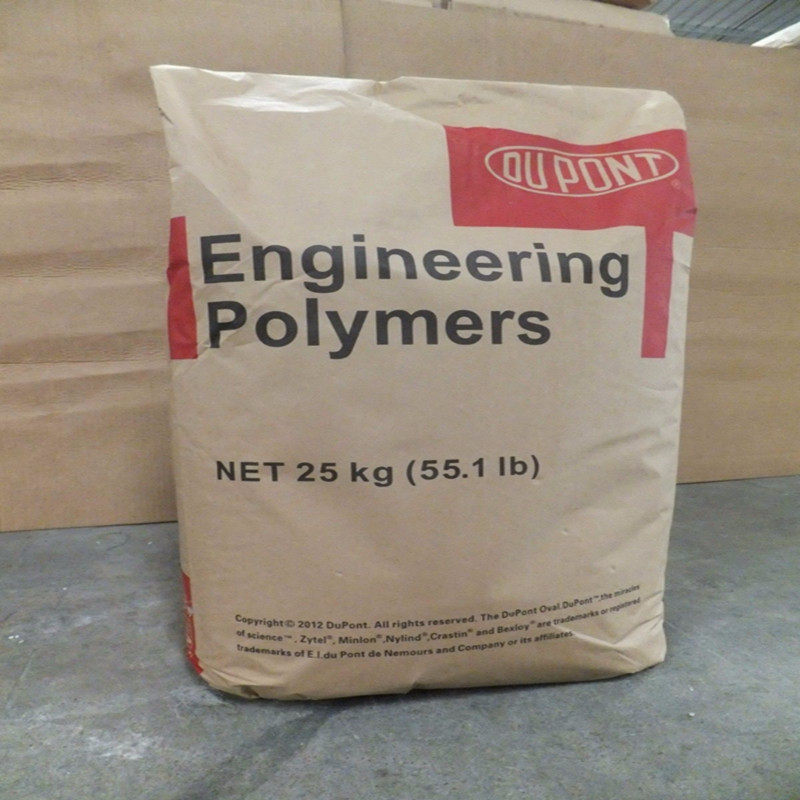 DU PONT
®
Engineering
Polymers
NET 25 kg (55.1 lb)
Copyright© 2012 DuPont. All rights reserved. The DuPont Oval.DuPont™,the miracles
of science™ , Zytel®, Minlon®,Nylind®,Crastin® and Bexloy® are trademarks or registered
trademarks of E.I.du Pont de Nemours and Company or its affiliates.